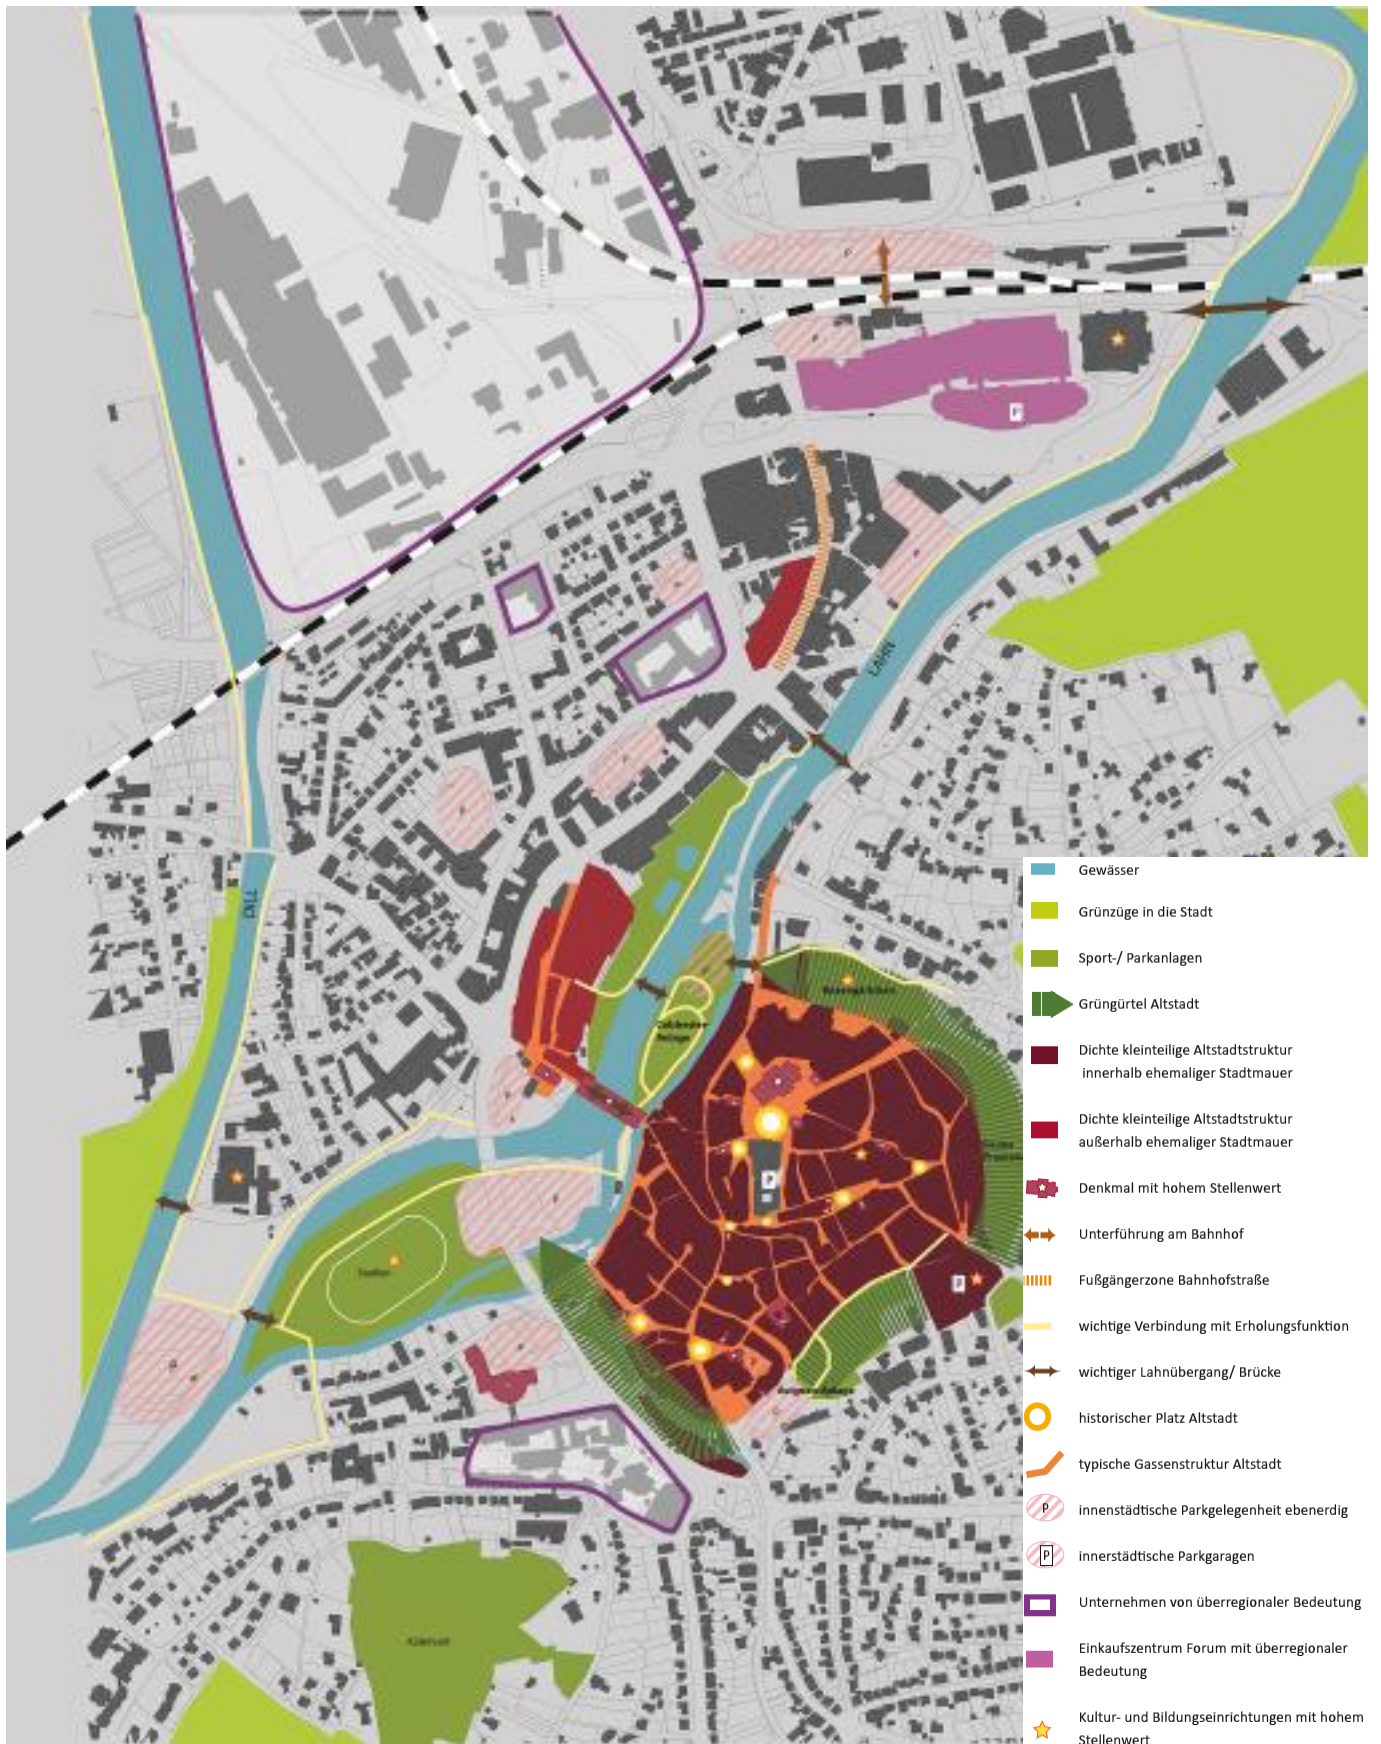 P
P
P
P
P
LAHN
P
P
P
DILL
Rosengärtchen
P
P
P
Stadion
P
P
P
Gewässer
Grünzüge in die Stadt
Sport-/ Parkanlagen
Grüngürtel Altstadt
Dichte kleinteilige Altstadtstruktur
innerhalb ehemaliger Stadtmauer
Dichte kleinteilige Altstadtstruktur
außerhalb ehemaliger Stadtmauer
Denkmal mit hohem Stellenwert
Unterführung am Bahnhof
Fußgängerzone Bahnhofstraße
wichtige Verbindung mit Erholungsfunktion
wichtiger Lahnübergang/ Brücke
historischer Platz Altstadt
typische Gassenstruktur Altstadt
P innenstädtische Parkgelegenheit ebenerdig
P innerstädtische Parkgaragen
Unternehmen von überregionaler Bedeutung
Einkaufszentrum Forum mit überregionaler
Bedeutung
Kultur- und Bildungseinrichtungen mit hohem
Stellenwert